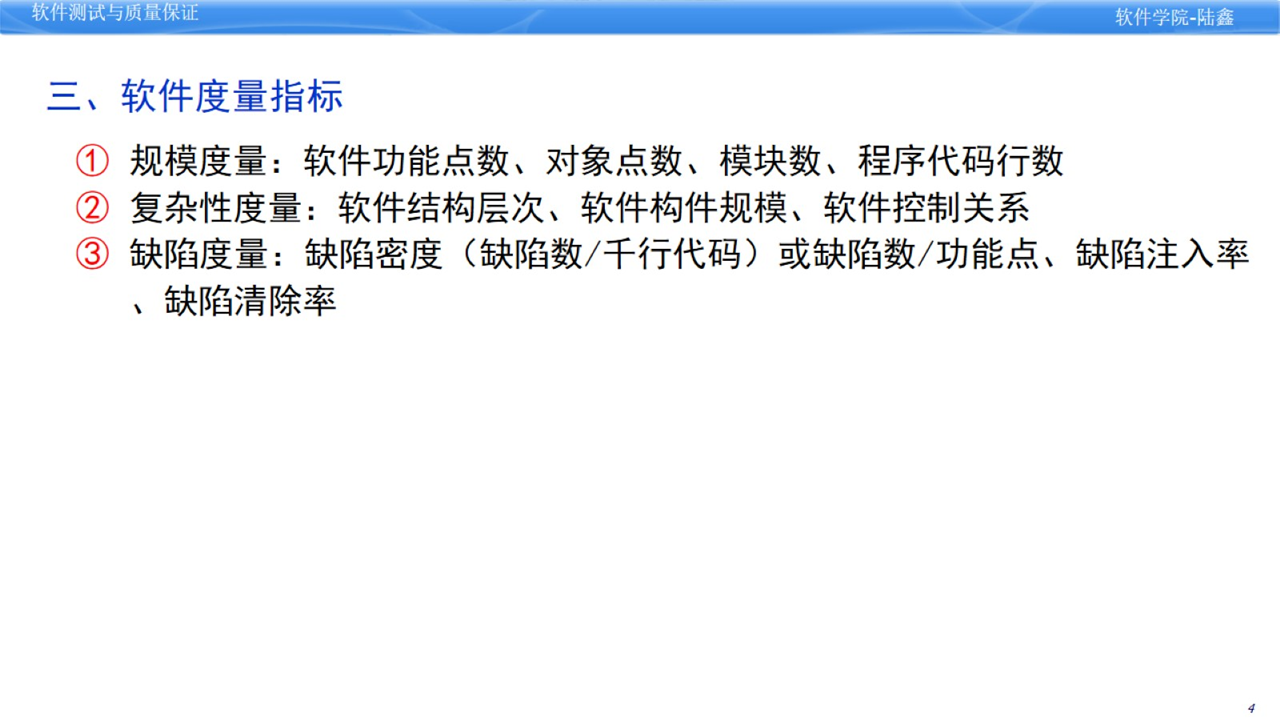 软件测试与质量保证
软件学院-陆鑫
三、软件度量指标
① 规模度量：软件功能点数、对象点数、模块数、程序代码行数
② 复杂性度量：软件结构层次、软件构件规模、软件控制关系
③ 缺陷度量：缺陷密度（缺陷数/千行代码）或缺陷数/功能点、缺陷注入率
、缺陷清除率
4